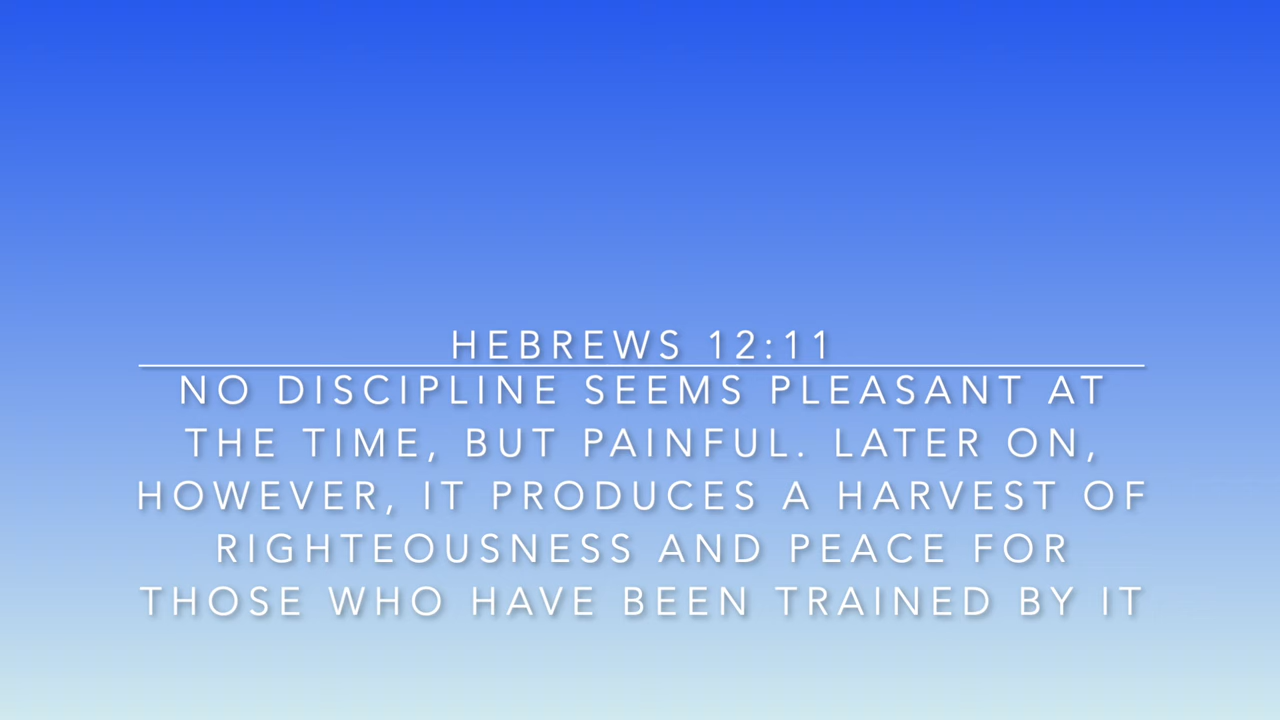 HEBREWS 12:11
NO DISCIPLINE SEEMS PLEASANT AT
THE TIME, BUT PAINFUL. LATER ON,
HOWEVER, IT PRODUCES A HARVEST OF
RIGHTEOUSNESS AND PEACE FOR
THOSE WHO HAVE BEEN TRAINED BY IT